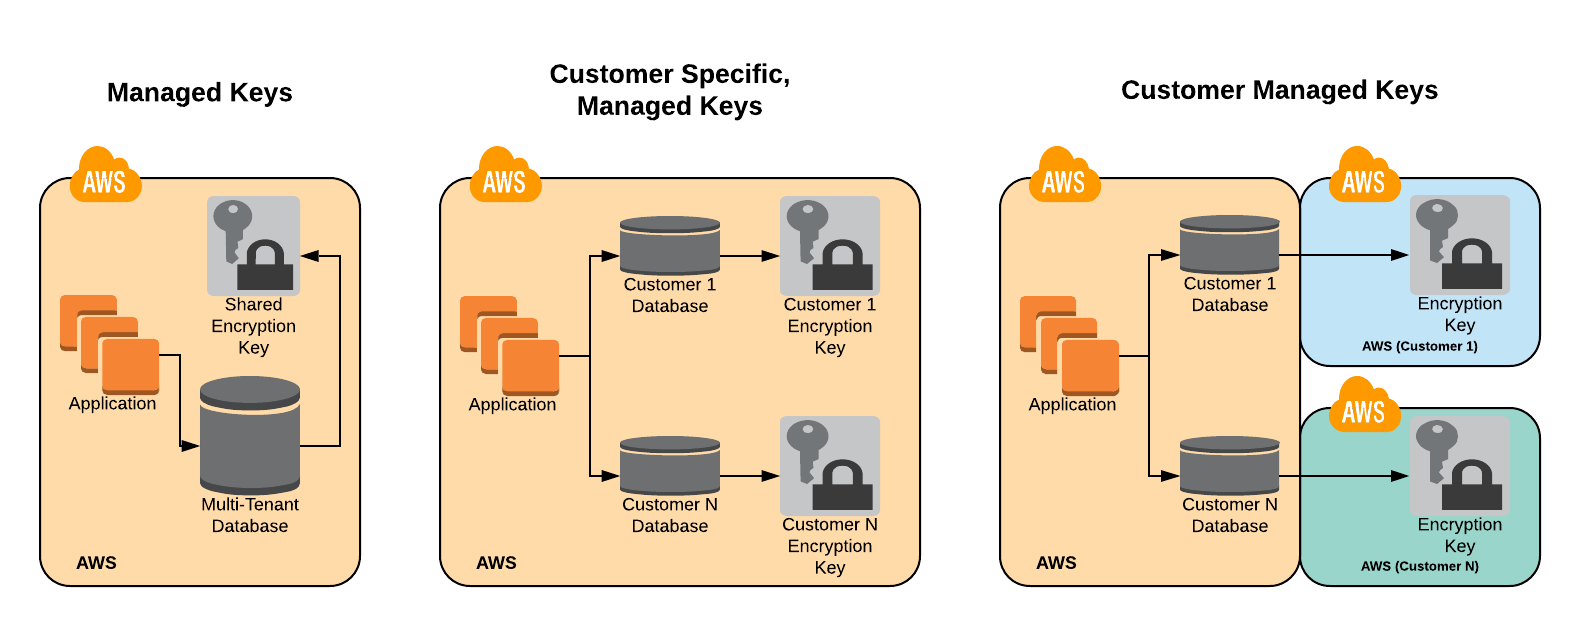 Managed Keys
AWS
Shared
Encryption
Key
Application
Multi-Tenant
Database
AWS
Customer Specific,
Managed Keys
AWS
Customer 1
Database
Customer 1
Encryption
Key
Application
Customer N
Database
Customer N
Encryption
Key
AWS
Customer Managed Keys
AWS
Customer 1
Database
Application
Customer N
Database
AWS
AWS
Encryption
Key
AWS (Customer 1)
AWS
Encryption
Key
AWS (Customer N)